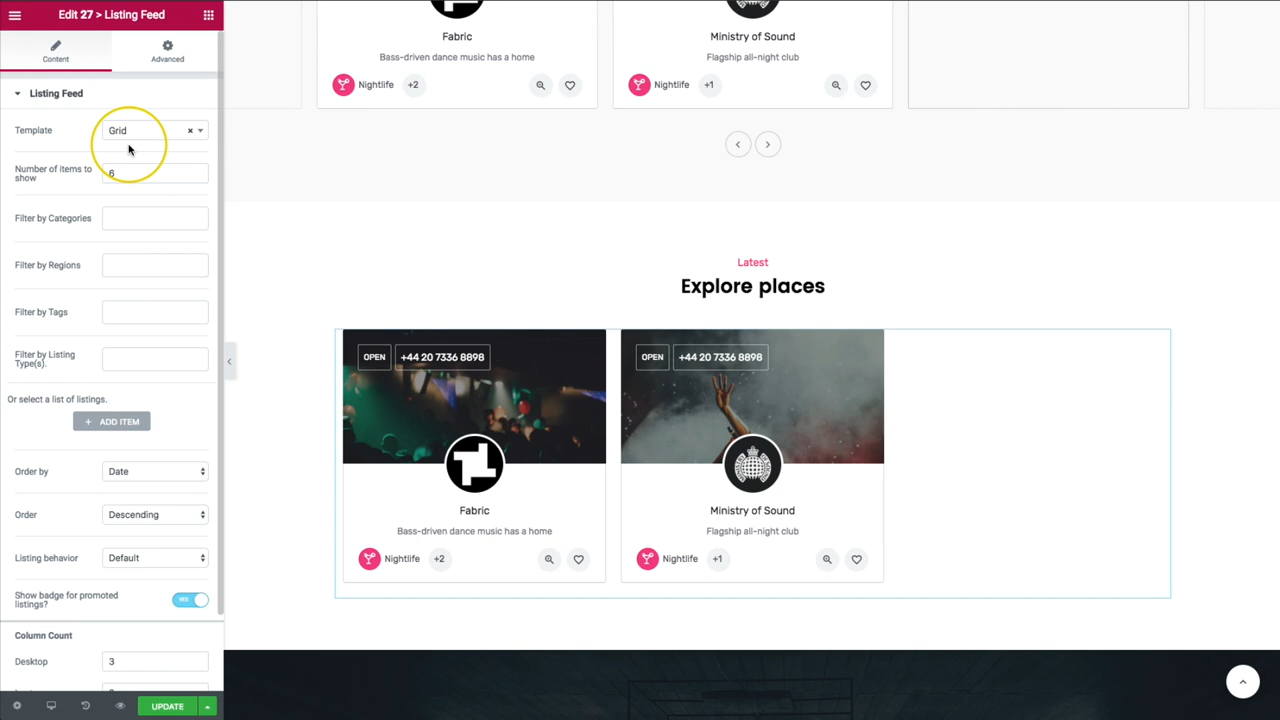 Edit 27 > Listing Feed
Content
Advanced
Listing Feed
Template
Grid
Number of items to show
6
Filter by Categories
Filter by Regions
Filter by Tags
Filter by Listing Type(s).
Or select a list of listings.
+ ADD ITEM
Order by
Date
Order
Descending
Listing behavior
Default
Show badge for promoted listings?
YES
Column Count
Desktop
3
UPDATE
Fabric
Bass-driven dance music has a home
Nightlife
+2
Ministry of Sound
Flagship all-night club
Nightlife
+1
Latest
Explore places
OPEN
+44 20 7336 8898
Fabric
Bass-driven dance music has a home
Nightlife
+2
OPEN
+44 20 7336 8898
Ministry of Sound
Flagship all-night club
Nightlife
+1